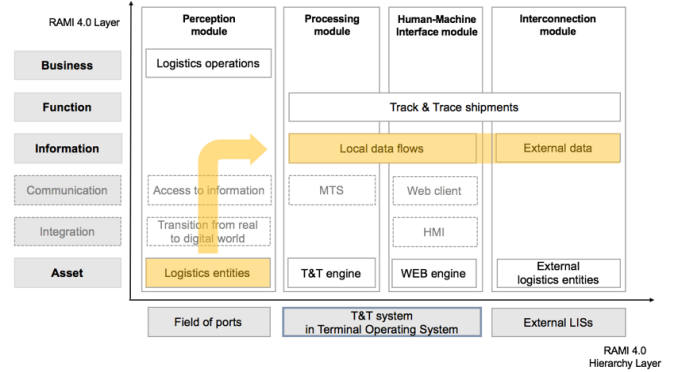 RAMI 4.0 Layer
Perception
module
Processing
module
Human-Machine
Interface module
Interconnection
module
Business
Logistics operations
Function
Track & Trace shipments
Information
Local data flows
External data
Communication
Access to information
MTS
Web client
Integration
Transition from real
to digital world
HMI
Asset
Logistics entities
T&T engine
WEB engine
External
logistics entities
Field of ports
T&T system
in Terminal Operating System
External LISs
RAMI 4.0
Hierarchy Layer